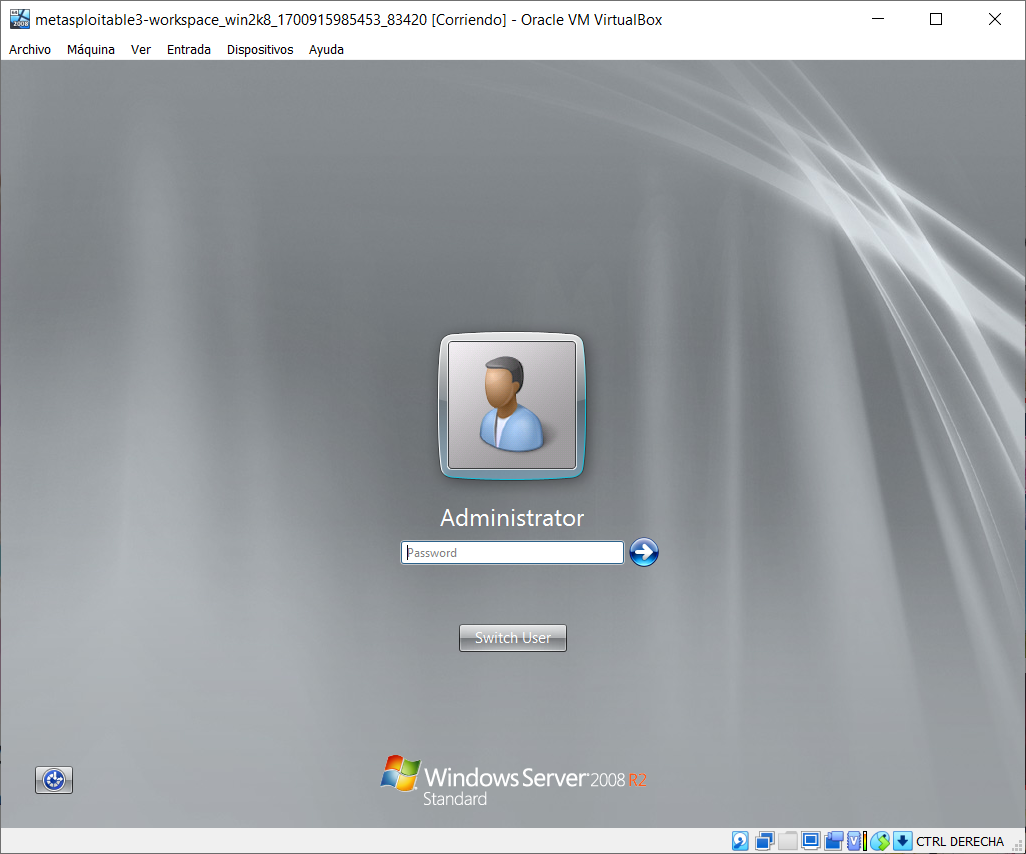 metasploitable3-workspace_win2k8_1700915985453_83420 [Corriendo] - Oracle VM VirtualBox
Archivo Máquina Ver Entrada Dispositivos Ayuda
Administrator
Password
Switch User
Windows Server 2008 R2
Standard
CTRL DERECHA